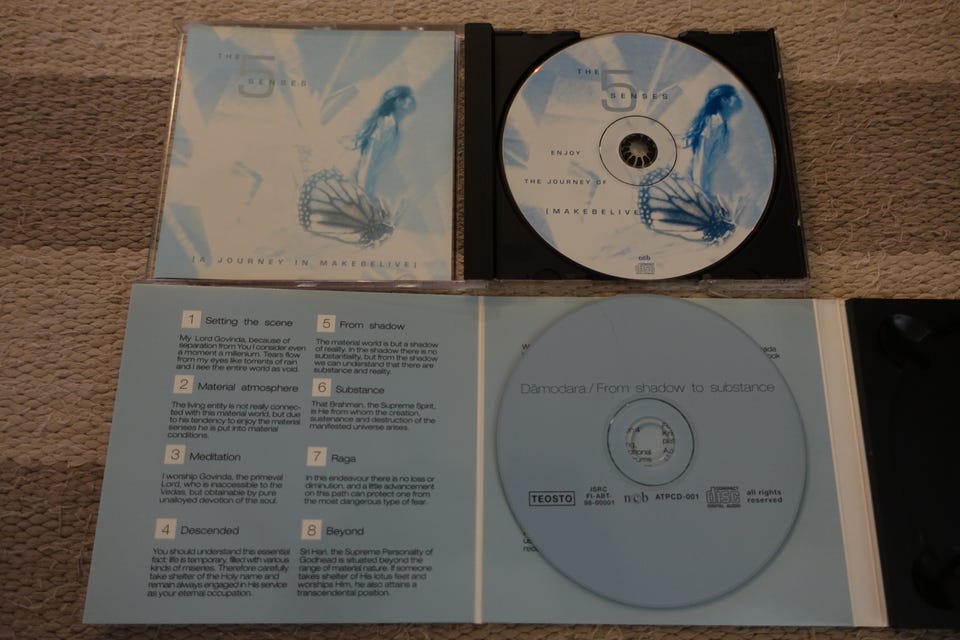 THE
5
SENSES
[A JOURNEY IN MAKEBELIVE]
THE
5
SENSES
ENJOY
THE JOURNEY OF
[MAKEBELIVE
ncb
COMPACT
disc
1 Setting the scene
My Lord Govinda, because of
separation from You I consider even
a moment a millenium. Tears flow
from my eyes like torrents of rain
and I see the entire world as void.
2 Material atmosphere
The living entity is not really connec-
ted with this material world, but due
to his tendency to enjoy the material
senses he is put into material
conditions.
3 Meditation
I worship Govinda, the primeval
Lord, who is inaccessible to the
Vedas, but obtainable by pure
unalloyed devotion of the soul.
4 Descended
You should understand this essential
fact: life is temporary, filled with various
kinds of miseries. Therefore carefully
take shelter of the Holy name and
remain always engaged in His service
as your eternal occupation.
5 From shadow
The material world is but a shadow
of reality. In the shadow there is no
substantiality, but from the shadow
we can understand that there are
substance and reality.
6 Substance
That Brahman, the Supreme Spirit,
is He from whom the creation,
sustenance and destruction of the
manifested universe arises.
7 Raga
In this endeavour there is no loss or
diminution, and a little advancement
on this path can protect one from
the most dangerous type of fear.
8 Beyond
Sri Hari, the Supreme Personality of
Godhead is situated beyond the
range of material nature. If someone
takes shelter of His lotus feet and
worships Him, he also attains a
transcendental position.
Dāmodara / From shadow to substance
TEOSTO
ISRC
FI-ABT-
98-00001
ncb
ATPCD-001
COMPACT
disc
DIGITAL AUDIO
all rights
reserved